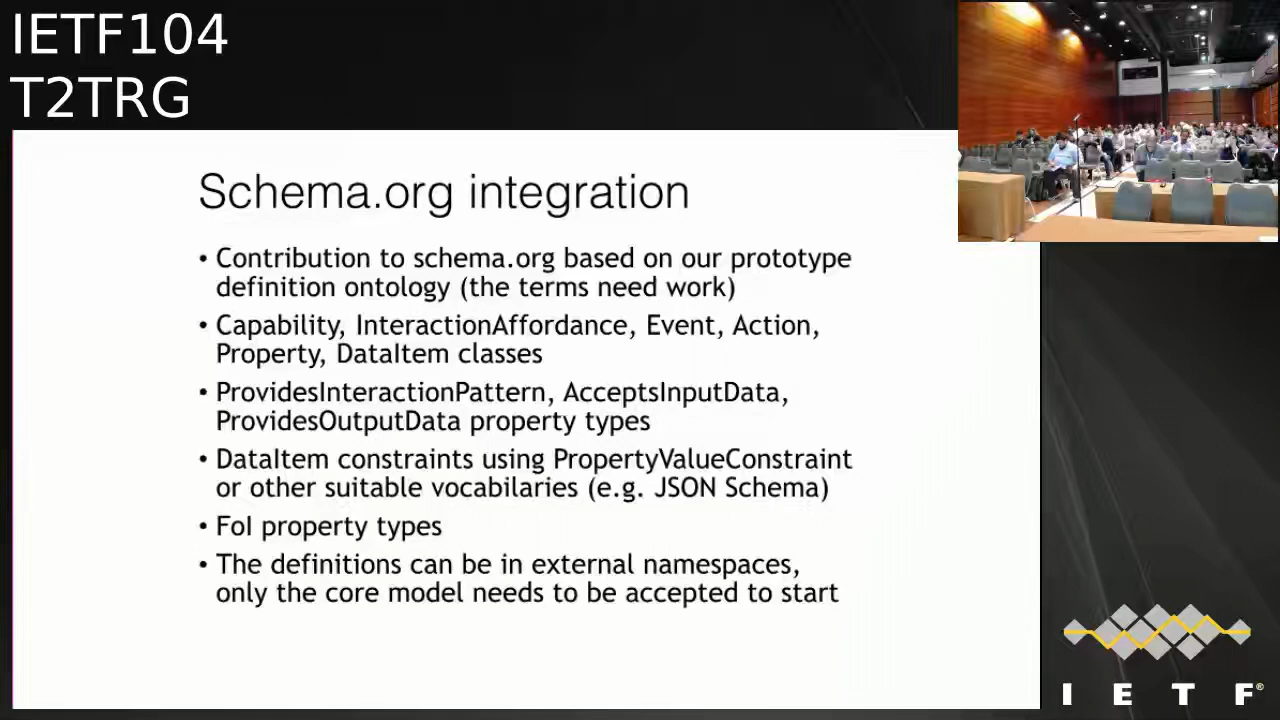 IETF104
T2TRG
Schema.org integration
• Contribution to schema.org based on our prototype
definition ontology (the terms need work)
• Capability, InteractionAffordance, Event, Action,
Property, DataItem classes
• ProvidesInteractionPattern, AcceptsInputData,
ProvidesOutputData property types
• DataItem constraints using PropertyValueConstraint
or other suitable vocabilaries (e.g. JSON Schema)
• FoI property types
• The definitions can be in external namespaces,
only the core model needs to be accepted to start
I E T F®